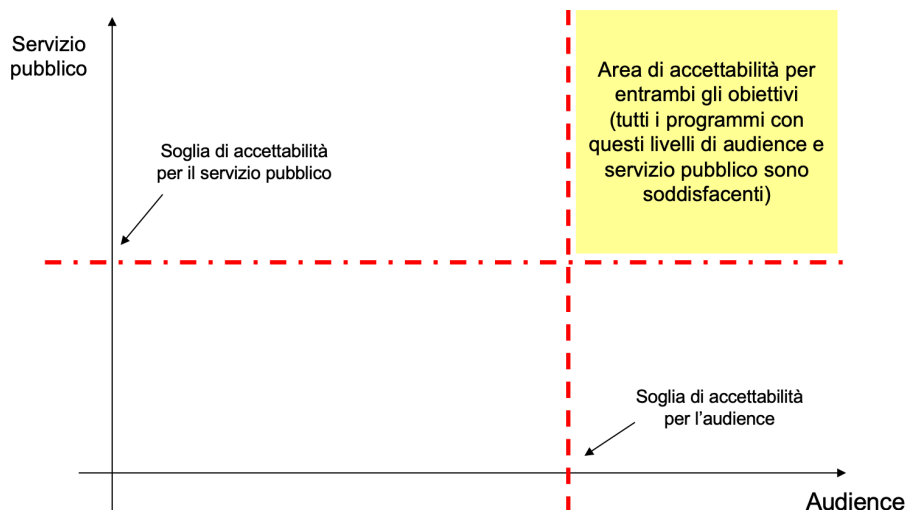 Servizio
pubblico
Area di accettabilità per
entrambi gli obiettivi
(tutti i programmi con
questi livelli di audience e
servizio pubblico sono
soddisfacenti)
Soglia di accettabilità
per il servizio pubblico
Soglia di accettabilità
per l'audience
Audience